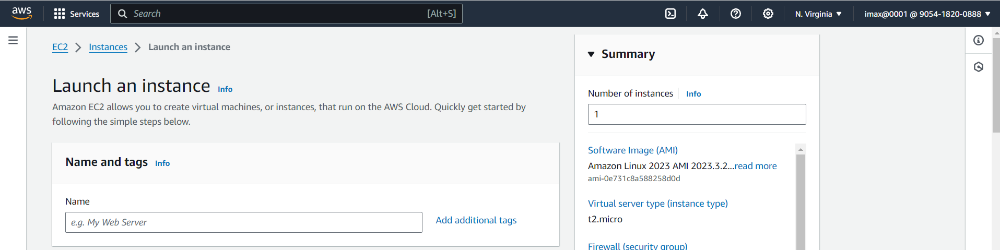 aws
Services
Search [Alt+S]
N. Virginia
imax@0001 @ 9054-1820-0888
EC2 Instances Launch an instance
Launch an instance Info
Amazon EC2 allows you to create virtual machines, or instances, that run on the AWS Cloud. Quickly get started by
following the simple steps below.
Name and tags Info
Name
e.g. My Web Server
Add additional tags
Summary
Number of instances Info
1
Software Image (AMI)
Amazon Linux 2023 AMI 2023.3.2...read more
ami-0e731c8a588258d0d
Virtual server type (instance type)
t2.micro
Firewall (security group)